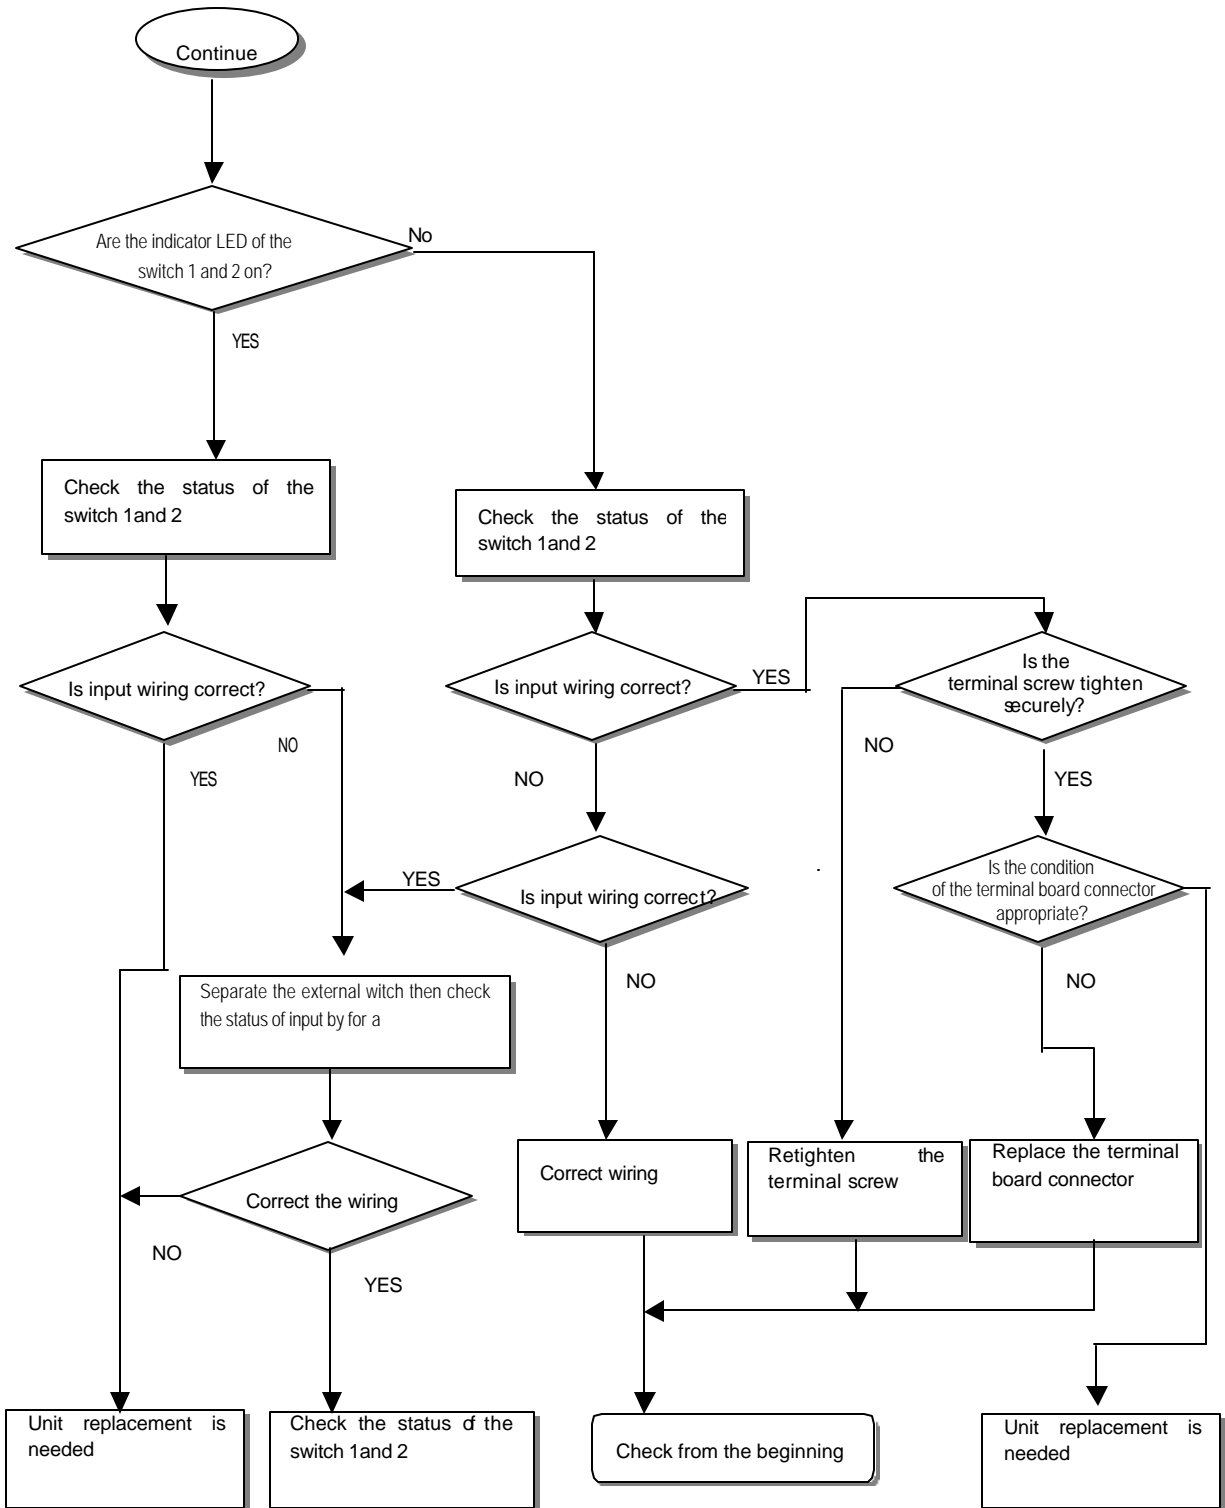 Continue
Are the indicator LED of the
switch 1 and 2 on?
No
YES
Check the status of the
switch 1and 2
Check the status of the
switch 1and 2
Is input wiring correct?
Is input wiring correct?
YES
Is the
terminal screw tighten
securely?
NO
YES
NO
NO
YES
Is input wiring correct?
YES
Is the condition
of the terminal board connector
appropriate?
Separate the external witch then check
the status of input by for a
NO
NO
Correct the wiring
NO
YES
Correct wiring
Retighten the
terminal screw
Replace the terminal
board connector
Unit replacement is
needed
Check the status of the
switch 1and 2
Check from the beginning
Unit replacement is
needed